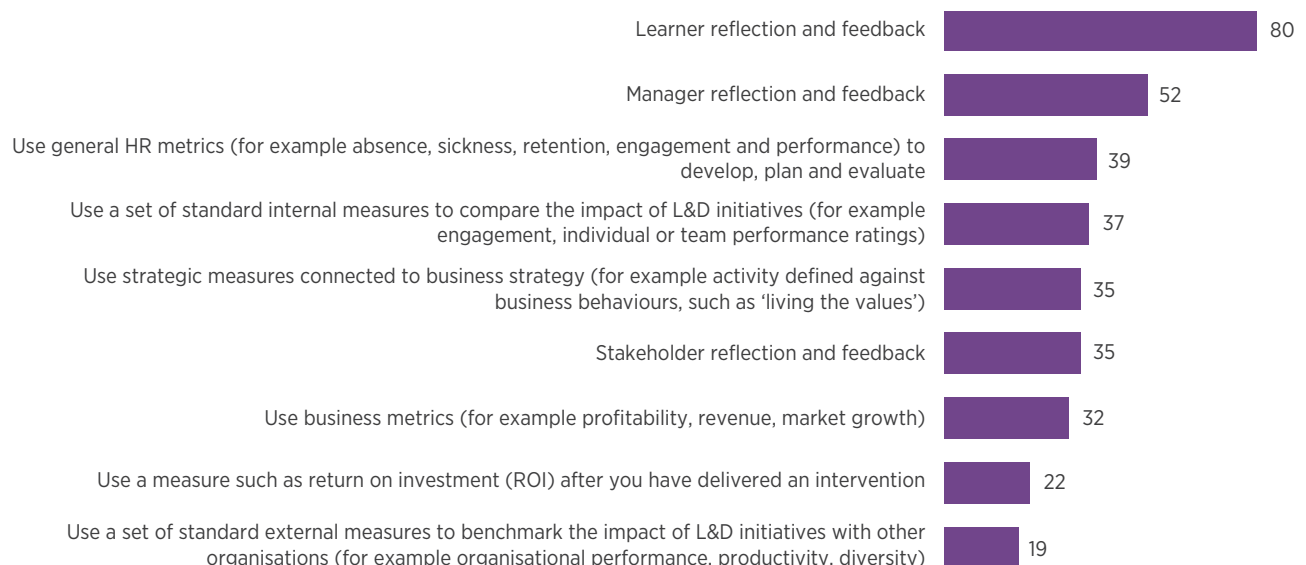 Learner reflection and feedback 80
Manager reflection and feedback 52
Use general HR metrics (for example absence, sickness, retention, engagement and performance) to
develop, plan and evaluate 39
Use a set of standard internal measures to compare the impact of L&D initiatives (for example
engagement, individual or team performance ratings) 37
Use strategic measures connected to business strategy (for example activity defined against
business behaviours, such as ‘living the values’) 35
Stakeholder reflection and feedback 35
Use business metrics (for example profitability, revenue, market growth) 32
Use a measure such as return on investment (ROI) after you have delivered an intervention 22
Use a set of standard external measures to benchmark the impact of L&D initiatives with other
organisations (for example organisational performance, productivity, diversity) 19